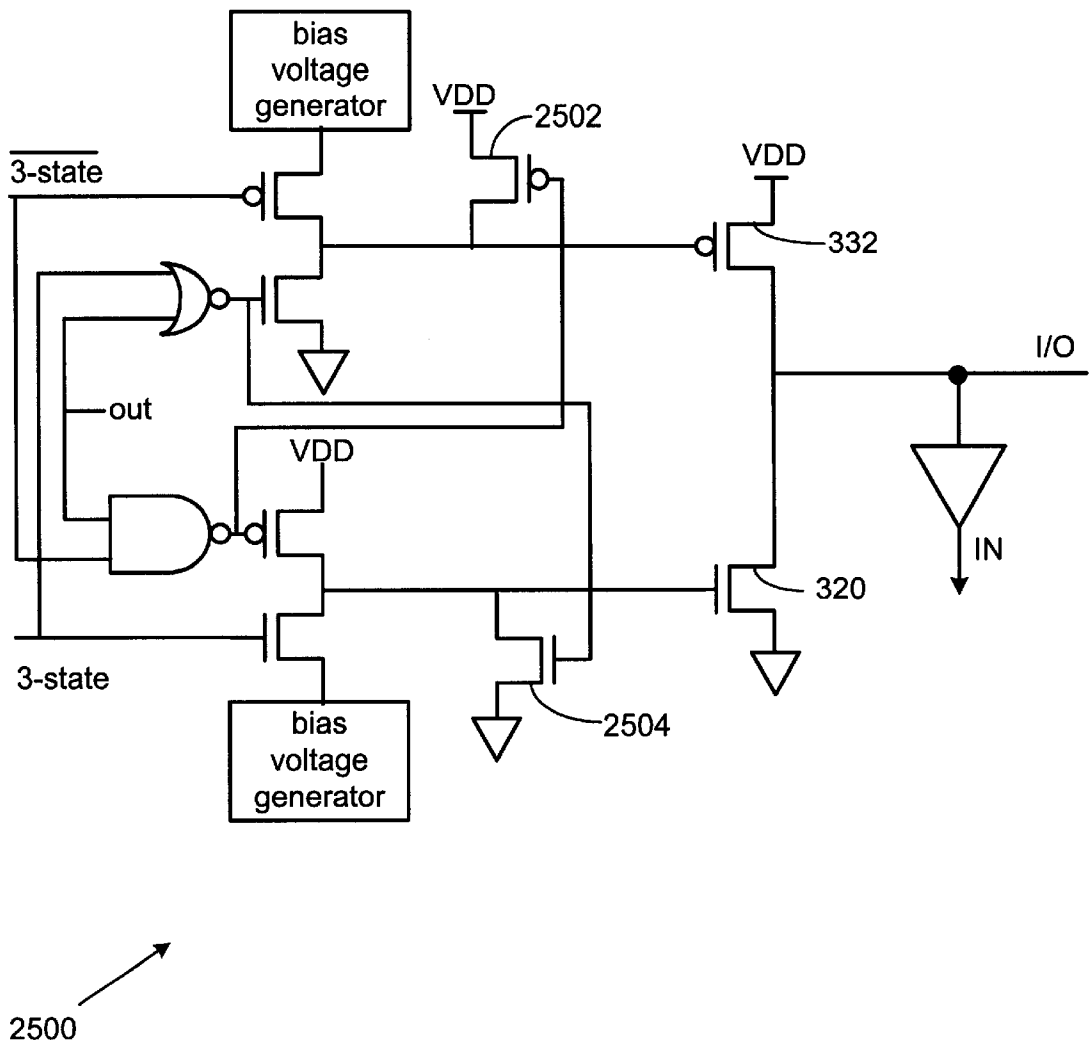 bias
voltage
generator
VDD
2502
3-state
VDD
332
I/O
out
VDD
IN
320
3-state
2504
bias
voltage
generator
2500